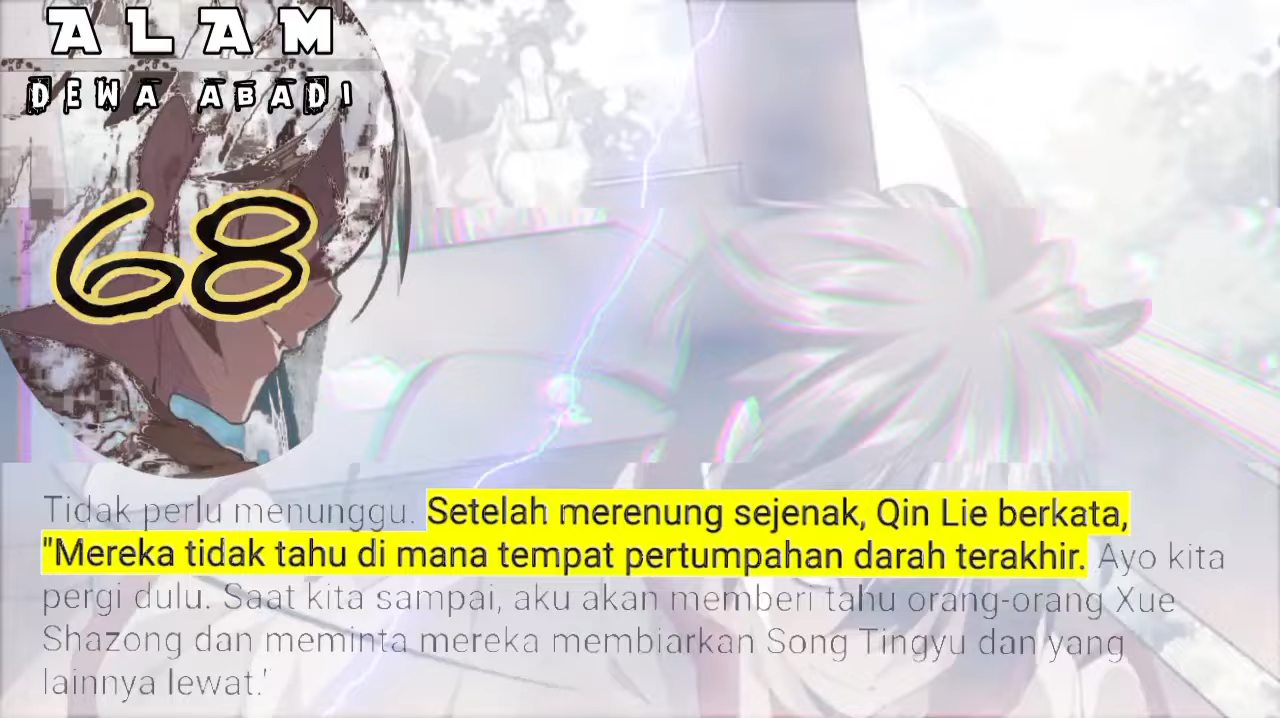 ALAM
DEWA ABADI
68
Tidak perlu menunggu. Setelah merenung sejenak, Qin Lie berkata,
"Mereka tidak tahu di mana tempat pertumpahan darah terakhir. Ayo kita
pergi dulu. Saat kita sampai, aku akan memberi tahu orang-orang Xue
Shazong dan meminta mereka membiarkan Song Tingyu dan yang
lainnya lewat.'